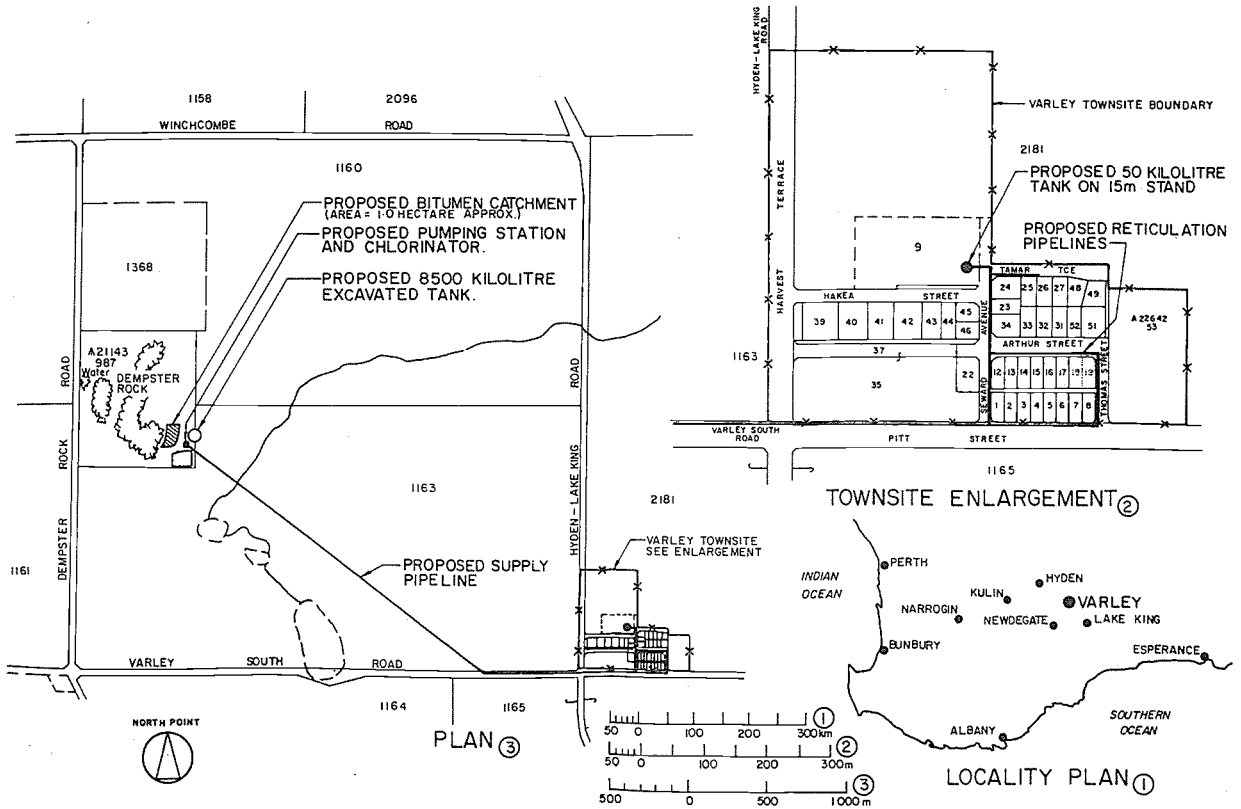 1158
2096
WINCHCOMBE ROAD
1160
PROPOSED BITUMEN CATCHMENT
(AREA = 1·0 HECTARE APPROX.)
PROPOSED PUMPING STATION
AND CHLORINATOR.
PROPOSED 8500 KILOLITRE
EXCAVATED TANK.
1368
A21143
987
Water
DEMPSTER
ROCK
DEMPSTER ROCK ROAD
1161
1163
HYDEN-LAKE KING ROAD
2181
VARLEY TOWNSITE
SEE ENLARGEMENT
PROPOSED SUPPLY
PIPELINE
VARLEY SOUTH ROAD
1164
1165
NORTH POINT
PLAN 3
HYDEN-LAKE KING
ROAD
VARLEY TOWNSITE BOUNDARY
2181
PROPOSED 50 KILOLITRE
TANK ON 15m STAND
PROPOSED RETICULATION
PIPELINES
HARVEST TERRACE
9
TAMAR TCE
HAKEA STREET
SEWARD AVENUE
24 25 26 27 48 49
23
34 33 32 31 52 51
39 40 41 42 43 44 45
46
A22642
53
ARTHUR STREET
THOMAS STREET
1163
37
35
22
12 13 14 15 16 17 19 19
1 2 3 4 5 6 7 8
VARLEY SOUTH
ROAD
PITT STREET
1165
TOWNSITE ENLARGEMENT 2
INDIAN
OCEAN
PERTH
HYDEN
KULIN
VARLEY
NARROGIN
NEWDEGATE
LAKE KING
BUNBURY
ESPERANCE
ALBANY
SOUTHERN
OCEAN
LOCALITY PLAN 1
50 0 100 200 300km 1
50 0 100 200 300m 2
500 0 500 1000m 3